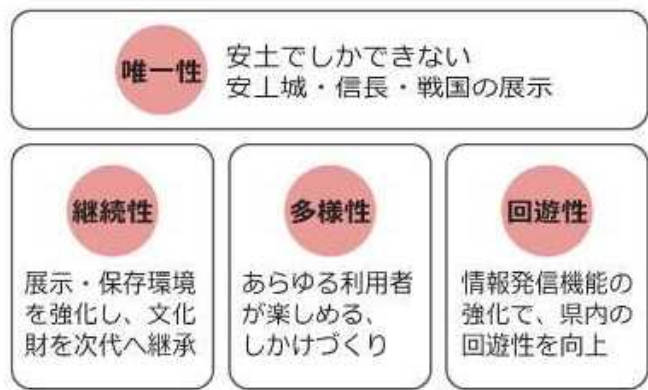 唯一性
安土でしかできない
安土城・信長・戦国の展示
継続性
展示・保存環境
を強化し、文化
財を次代へ継承
多様性
あらゆる利用者
が楽しめる、
しかけづくり
回遊性
情報発信機能の
強化で、県内の
回遊性を向上